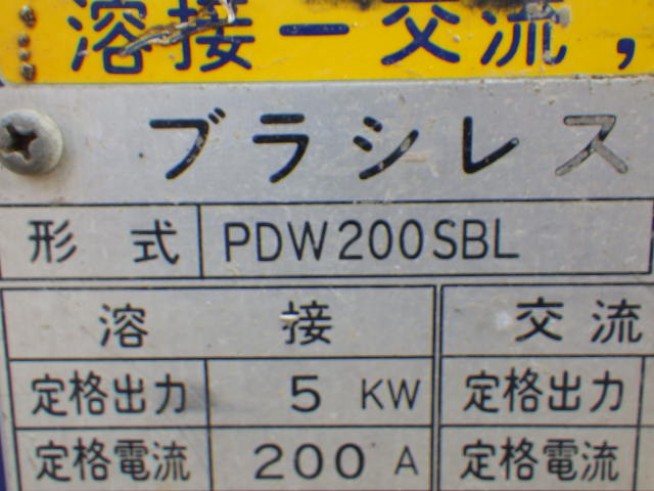 溶接ー交流,
ブラシレス
形式 PDW200SBL
溶接 交流
定格出力 5 KW 定格出力
定格電流 200 A 定格電流